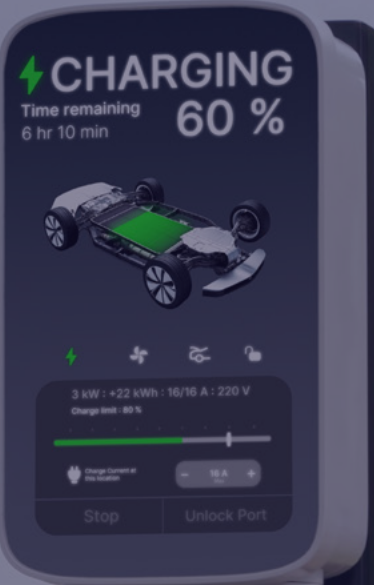 CHARGING
Time remaining
6 hr 10 min
60 %
3 kW : +22 kWh : 16/16 A : 220 V
Charge limit : 80 %
Charge Current at
this location
− 16 A +
Stop
Unlock Port